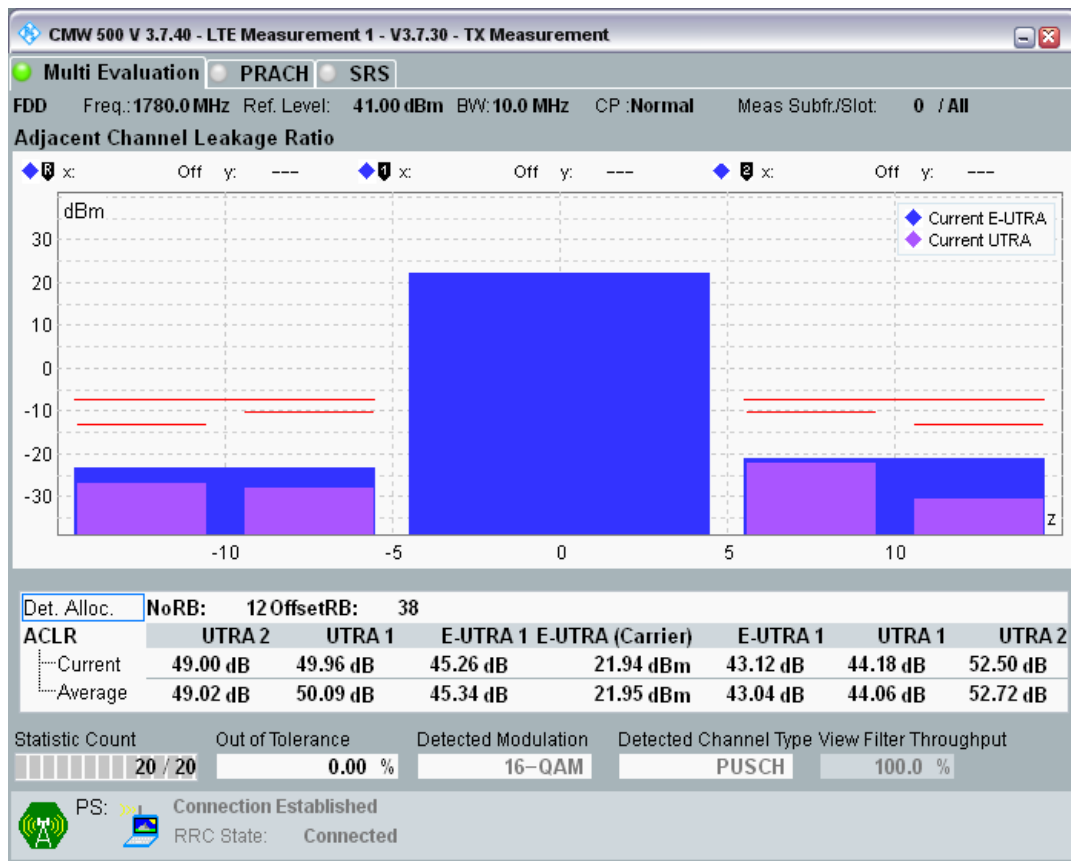 CMW 500 V 3.7.40 - LTE Measurement 1 - V3.7.30 - TX Measurement
Multi Evaluation PRACH SRS
FDD Freq.:1780.0 MHz Ref. Level: 41.00 dBm BW:10.0 MHz CP :Normal Meas Subfr./Slot: 0 / All
Adjacent Channel Leakage Ratio
R x: Off y: --- 1 x: Off y: --- 2 x: Off y: ---
dBm
Current E-UTRA
Current UTRA
30
20
10
0
-10
-20
-30
z
-10 -5 0 5 10
Det. Alloc. NoRB: 12 OffsetRB: 38
ACLR UTRA 2 UTRA 1 E-UTRA 1 E-UTRA (Carrier) E-UTRA 1 UTRA 1 UTRA 2
Current 49.00 dB 49.96 dB 45.26 dB 21.94 dBm 43.12 dB 44.18 dB 52.50 dB
Average 49.02 dB 50.09 dB 45.34 dB 21.95 dBm 43.04 dB 44.06 dB 52.72 dB
Statistic Count Out of Tolerance Detected Modulation Detected Channel Type View Filter Throughput
20 / 20 0.00 % 16-QAM PUSCH 100.0 %
PS: Connection Established
RRC State: Connected